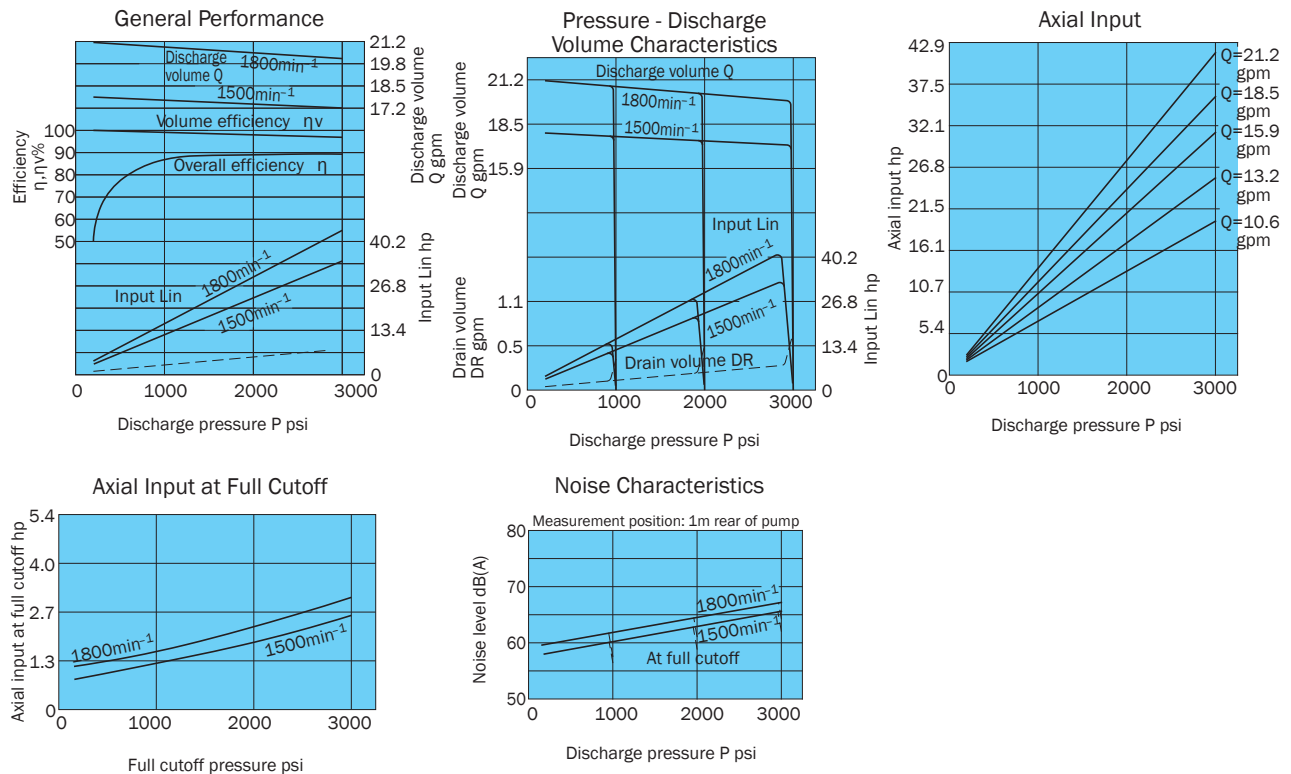 General Performance
21.2
19.8
18.5
17.2
Discharge volume
Q gpm
Discharge
volume Q
1800min⁻¹
1500min⁻¹
Volume efficiency ηv
Overall efficiency η
Efficiency
η,ηv%
100
90
80
70
60
50
40.2
26.8
13.4
0
Input Lin hp
Input Lin
1800min⁻¹
1500min⁻¹
0
1000
2000
3000
Discharge pressure P psi
Pressure - Discharge
Volume Characteristics
Discharge volume
Q gpm
21.2
18.5
15.9
Discharge volume Q
1800min⁻¹
1500min⁻¹
Input Lin
1800min⁻¹
1500min⁻¹
Drain volume DR
Drain volume
DR gpm
1.1
0.5
0
40.2
26.8
13.4
0
Input Lin hp
0
1000
2000
3000
Discharge pressure P psi
Axial Input
Axial input hp
42.9
37.5
32.1
26.8
21.5
16.1
10.7
5.4
0
Q=21.2
gpm
Q=18.5
gpm
Q=15.9
gpm
Q=13.2
gpm
Q=10.6
gpm
0
1000
2000
3000
Discharge pressure P psi
Axial Input at Full Cutoff
Axial input at full cutoff hp
5.4
4.0
2.7
1.3
0
1800min⁻¹
1500min⁻¹
0
1000
2000
3000
Full cutoff pressure psi
Noise Characteristics
Measurement position: 1m rear of pump
Noise level dB(A)
80
70
60
50
1800min⁻¹
1500min⁻¹
At full cutoff
0
1000
2000
3000
Discharge pressure P psi